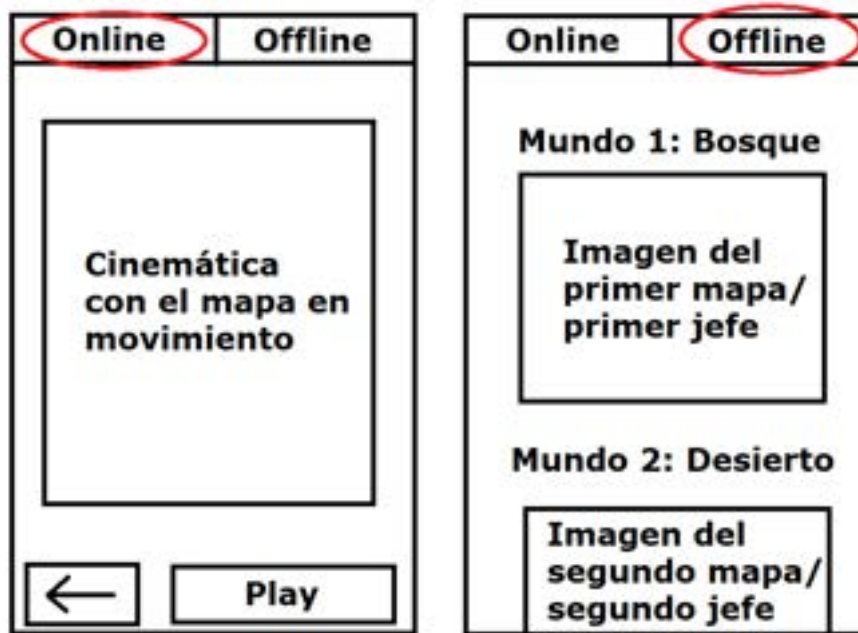 Online
Offline
Cinemática
con el mapa en
movimiento
Play
Online
Offline
Mundo 1: Bosque
Imagen del
primer mapa/
primer jefe
Mundo 2: Desierto
Imagen del
segundo mapa/
segundo jefe